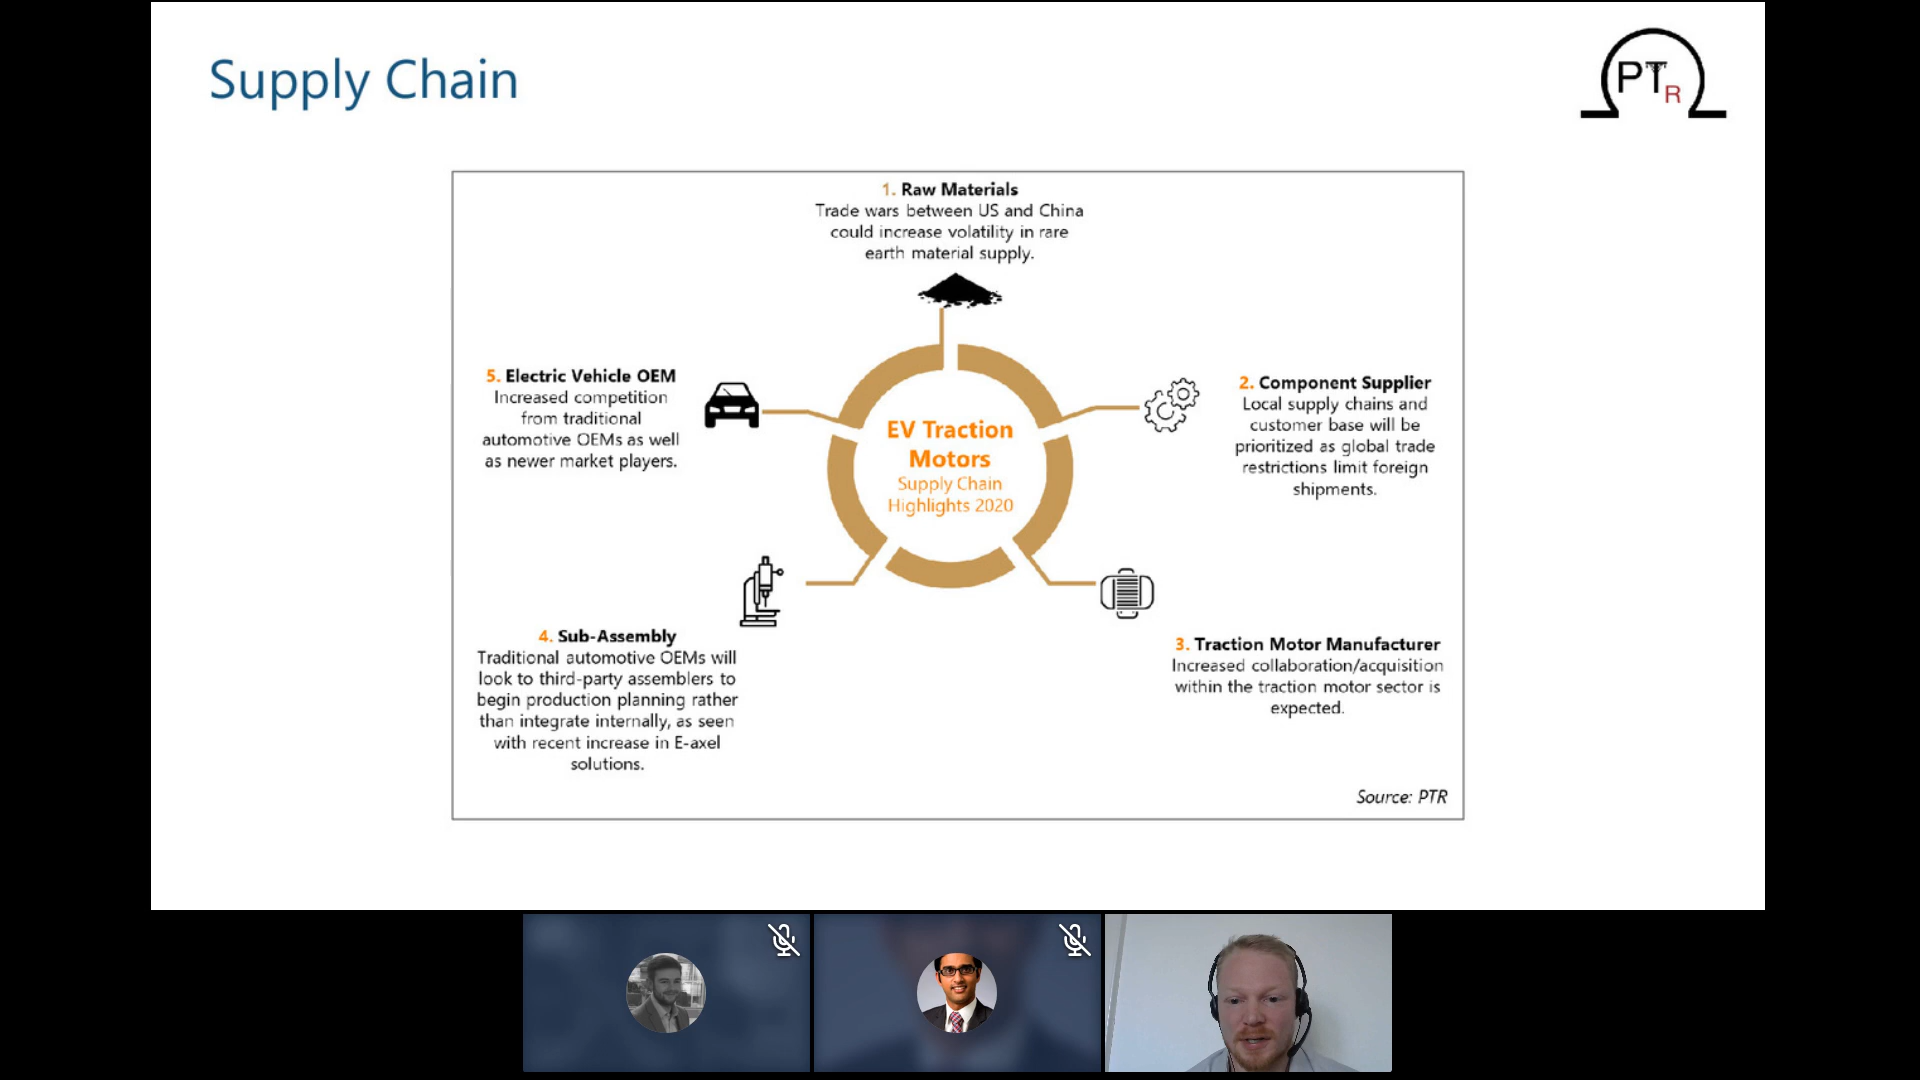 Supply Chain
PTR
1. Raw Materials
Trade wars between US and China
could increase volatility in rare
earth material supply.
5. Electric Vehicle OEM
Increased competition
from traditional
automotive OEMs as well
as newer market players.
2. Component Supplier
Local supply chains and
customer base will be
prioritized as global trade
restrictions limit foreign
shipments.
EV Traction
Motors
Supply Chain
Highlights 2020
4. Sub-Assembly
Traditional automotive OEMs will
look to third-party assemblers to
begin production planning rather
than integrate internally, as seen
with recent increase in E-axel
solutions.
3. Traction Motor Manufacturer
Increased collaboration/acquisition
within the traction motor sector is
expected.
Source: PTR